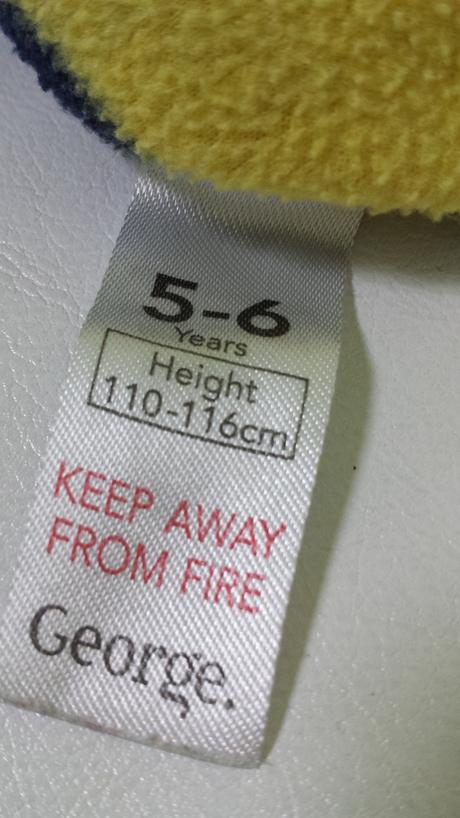 5-6
Years
Height
110-116cm
KEEP AWAY
FROM FIRE
George.